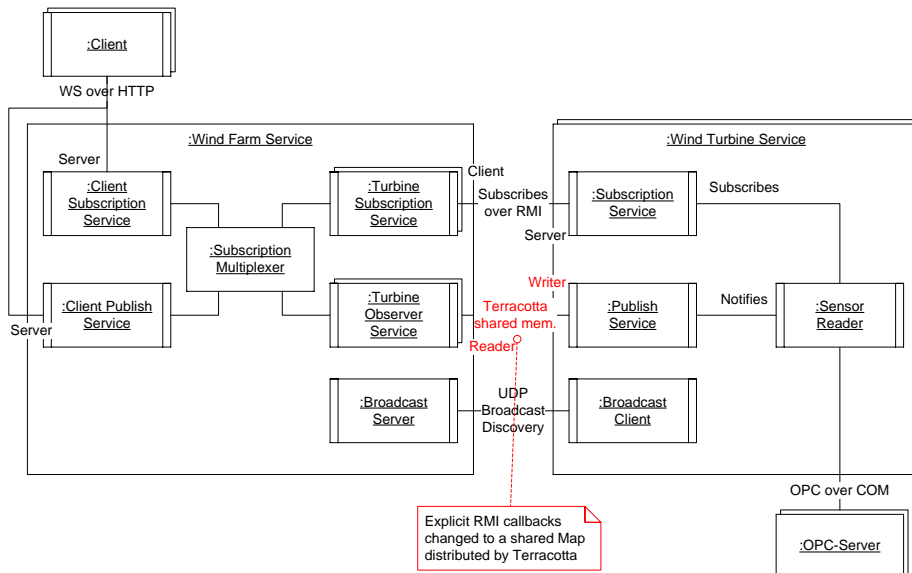 :Client
WS over HTTP
:Wind Farm Service
:Wind Turbine Service
Server
:Client
Subscription
Service
:Turbine
Subscription
Service
Client
Subscribes
over RMI
Server
:Subscription
Service
Subscribes
:Subscription
Multiplexer
:Client Publish
Service
Server
:Turbine
Observer
Service
Writer
Terracotta
shared mem.
Reader
:Publish
Service
Notifies
:Sensor
Reader
:Broadcast
Server
UDP
Broadcast
Discovery
:Broadcast
Client
OPC over COM
Explicit RMI callbacks
changed to a shared Map
distributed by Terracotta
:OPC-Server